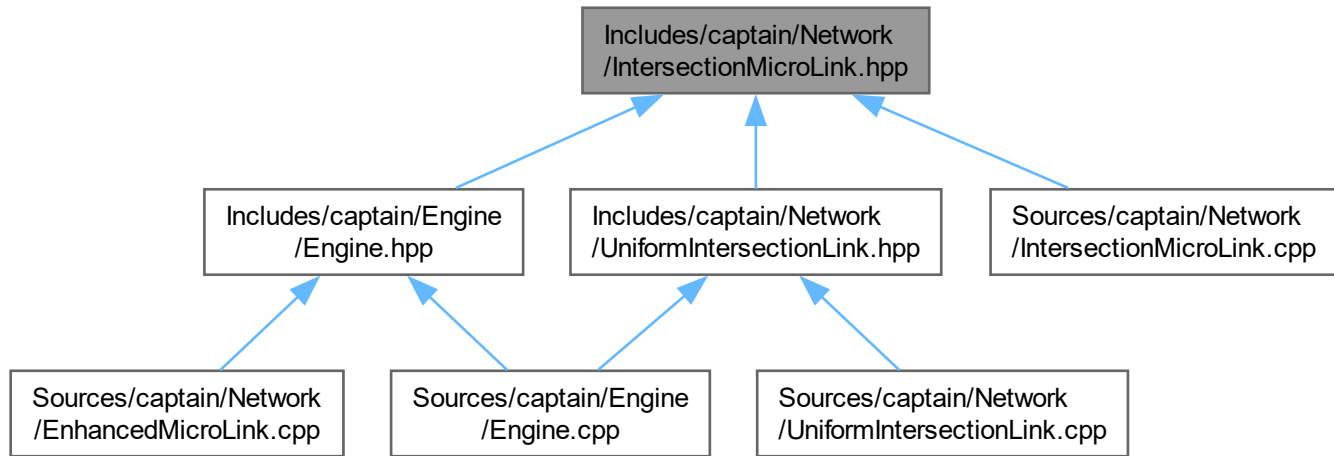 Includes/captain/Network
/IntersectionMicroLink.hpp
Includes/captain/Engine
/Engine.hpp
Includes/captain/Network
/UniformIntersectionLink.hpp
Sources/captain/Network
/IntersectionMicroLink.cpp
Sources/captain/Network
/EnhancedMicroLink.cpp
Sources/captain/Engine
/Engine.cpp
Sources/captain/Network
/UniformIntersectionLink.cpp